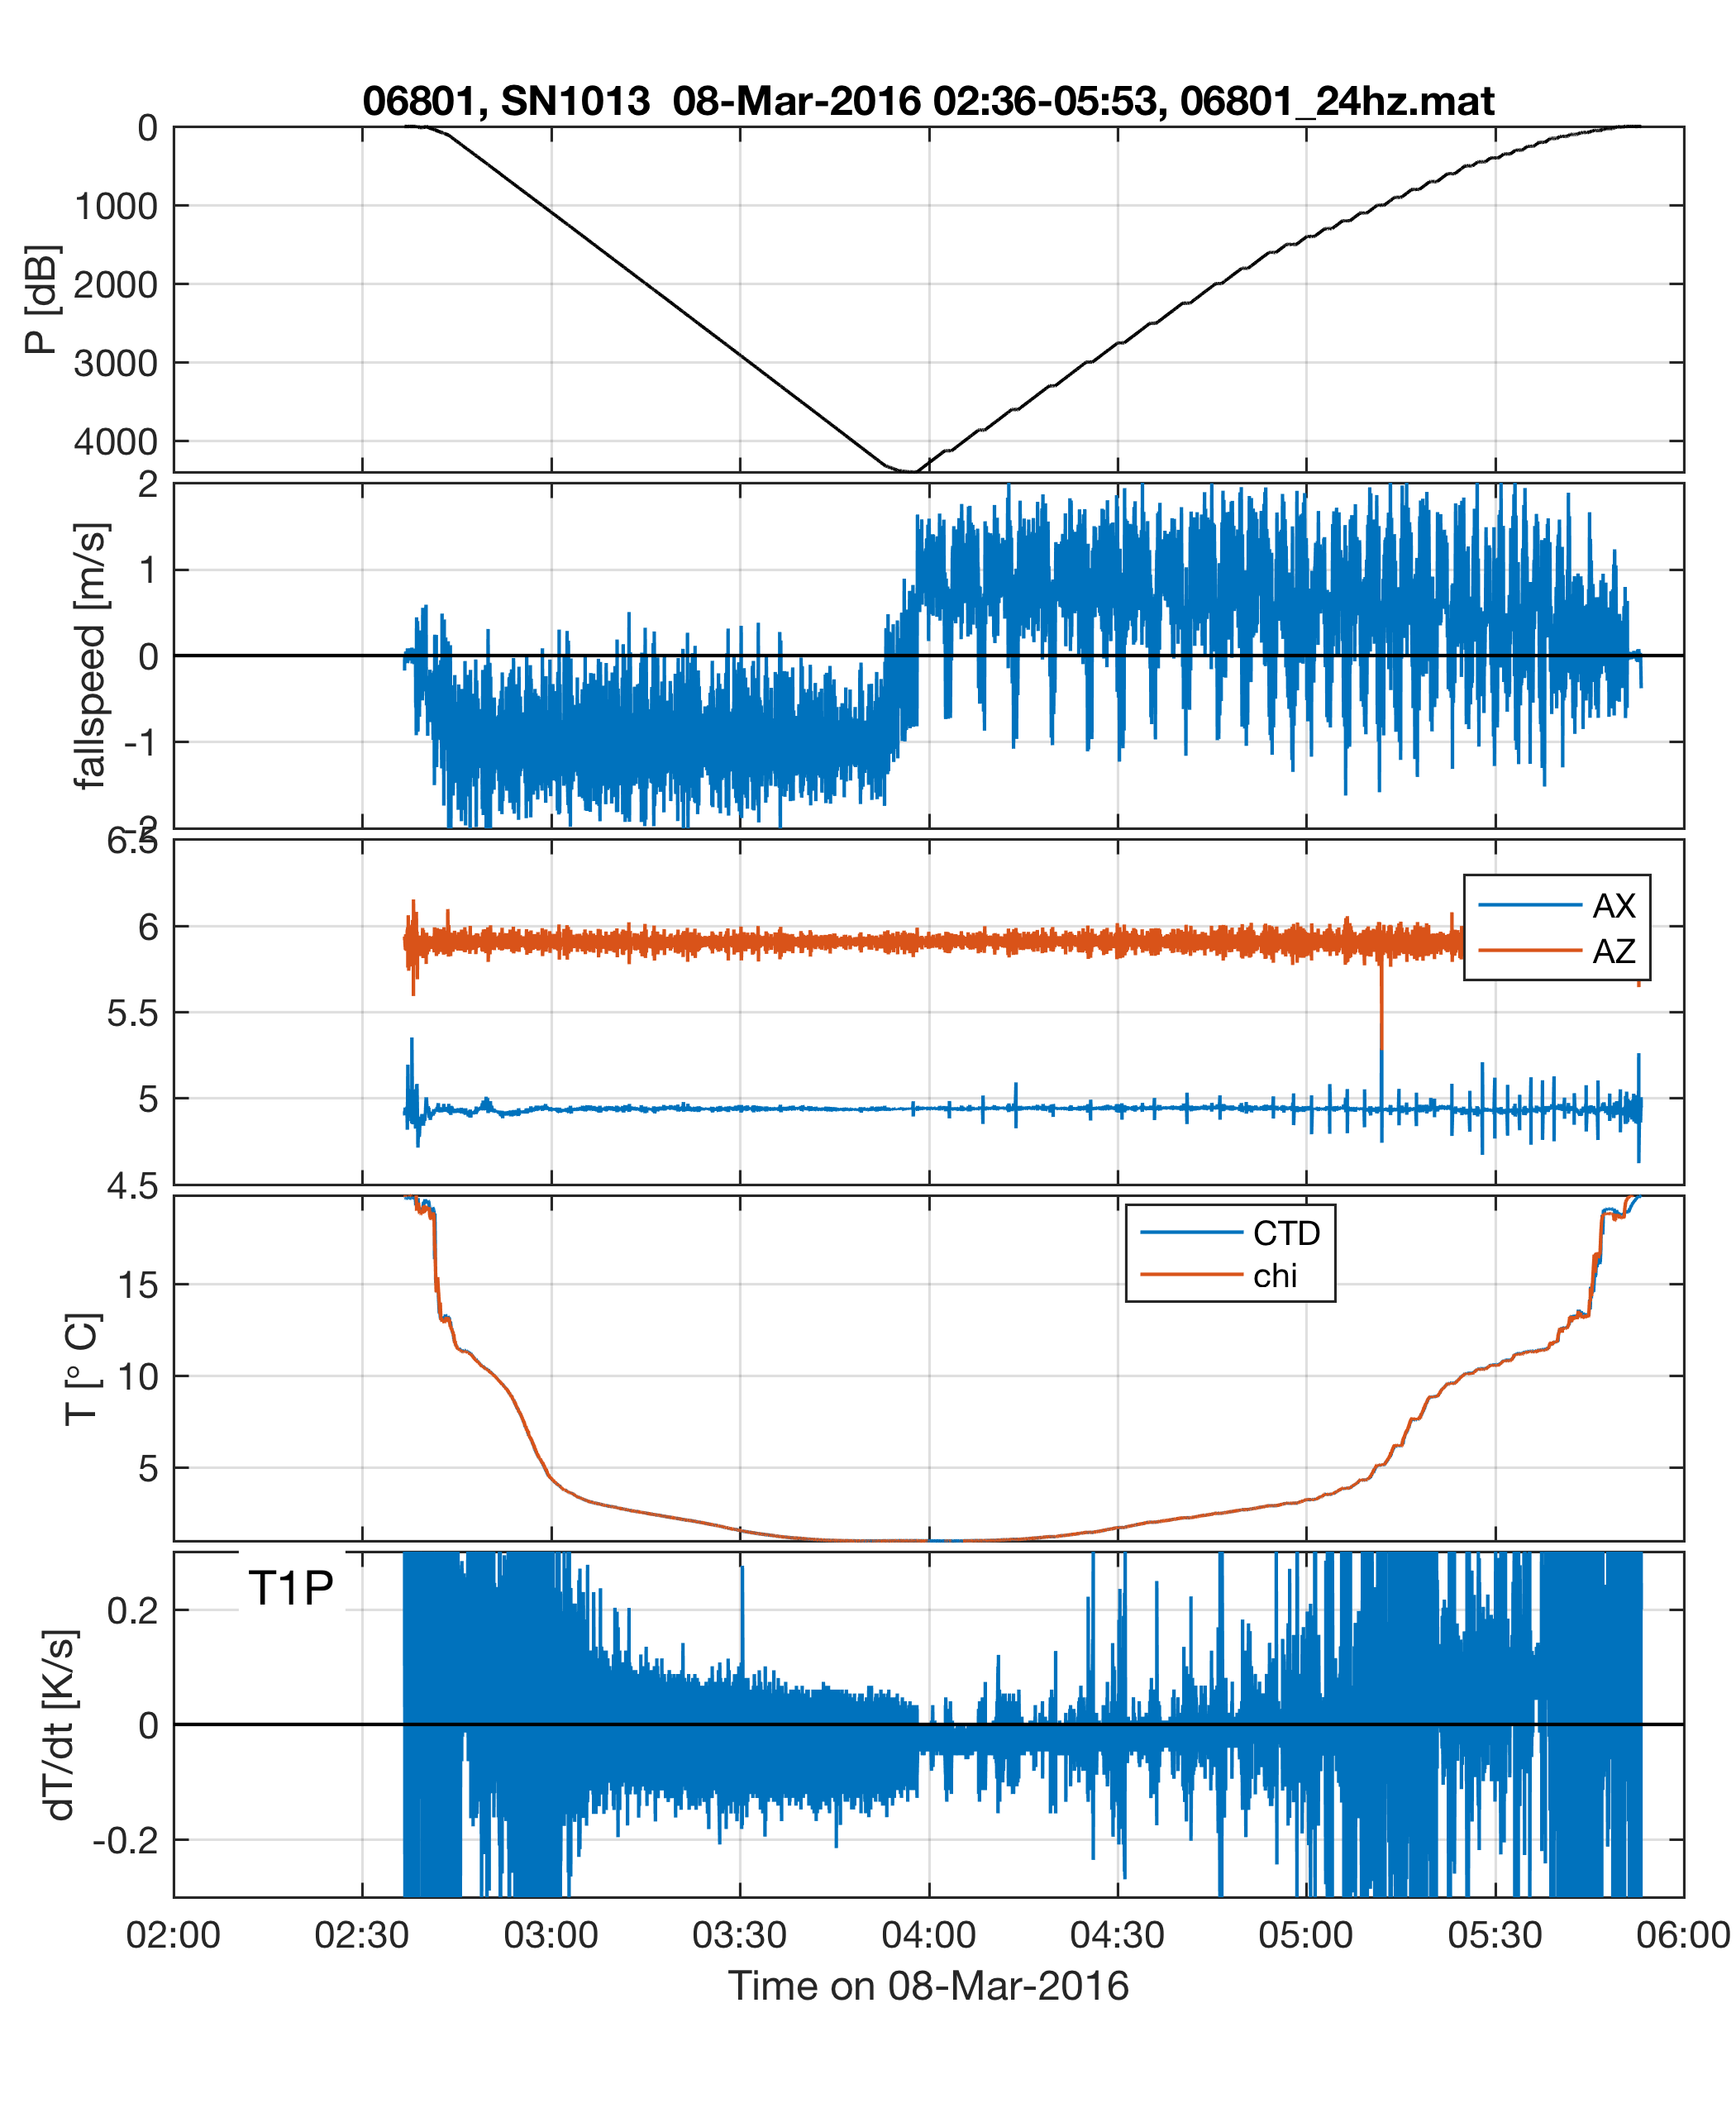 06801, SN1013  08-Mar-2016 02:36-05:53, 06801_24hz.mat
0
1000
2000
3000
4000
P [dB]
2
1
0
-1
-2
fallspeed [m/s]
6.5
6
5.5
5
4.5
AX
AZ
15
10
5
T [° C]
CTD
chi
T1P
0.2
0
-0.2
dT/dt [K/s]
02:00 02:30 03:00 03:30 04:00 04:30 05:00 05:30 06:00
Time on 08-Mar-2016